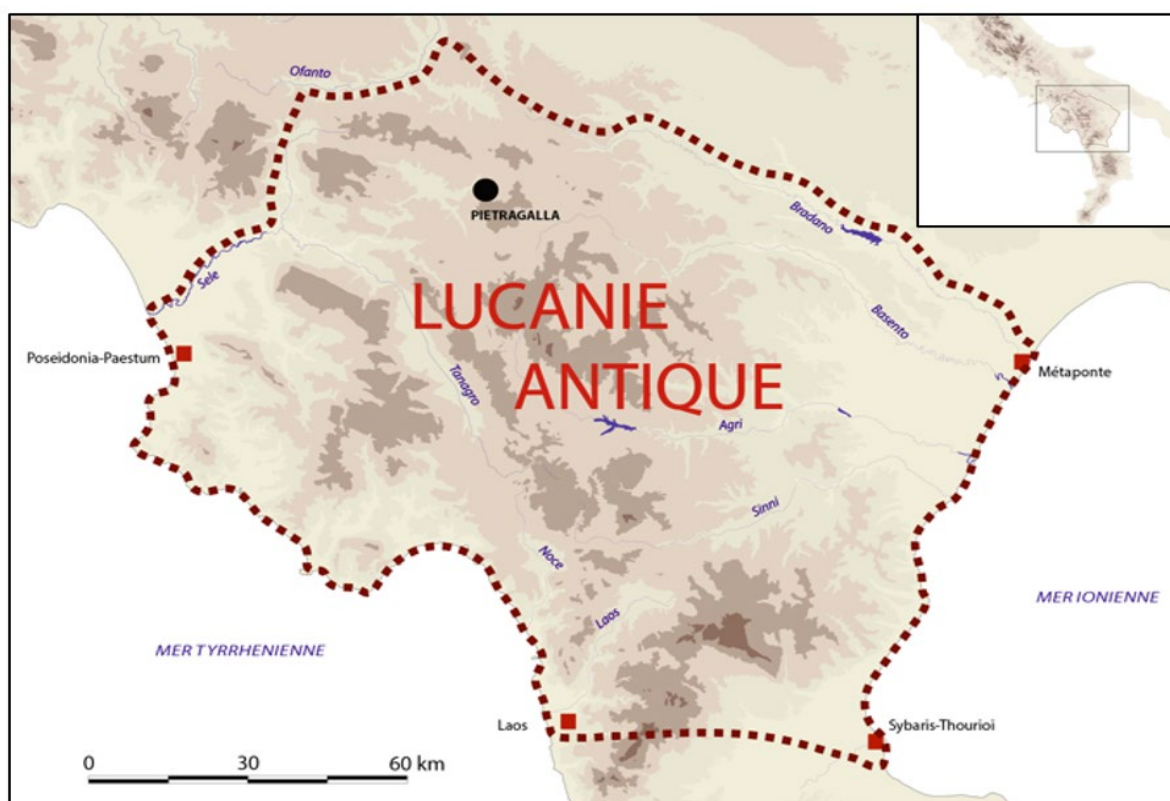 Ofanto
PIETRAGALLA
Bradano
Sele
LUCANIE
ANTIQUE
Basento
Poseidonia-Paestum
Métaponte
Tanagro
Agri
Sinni
Noce
MER IONIENNE
Laos
MER TYRRHENIENNE
Laos
Sybaris-Thourioi
0 30 60 km